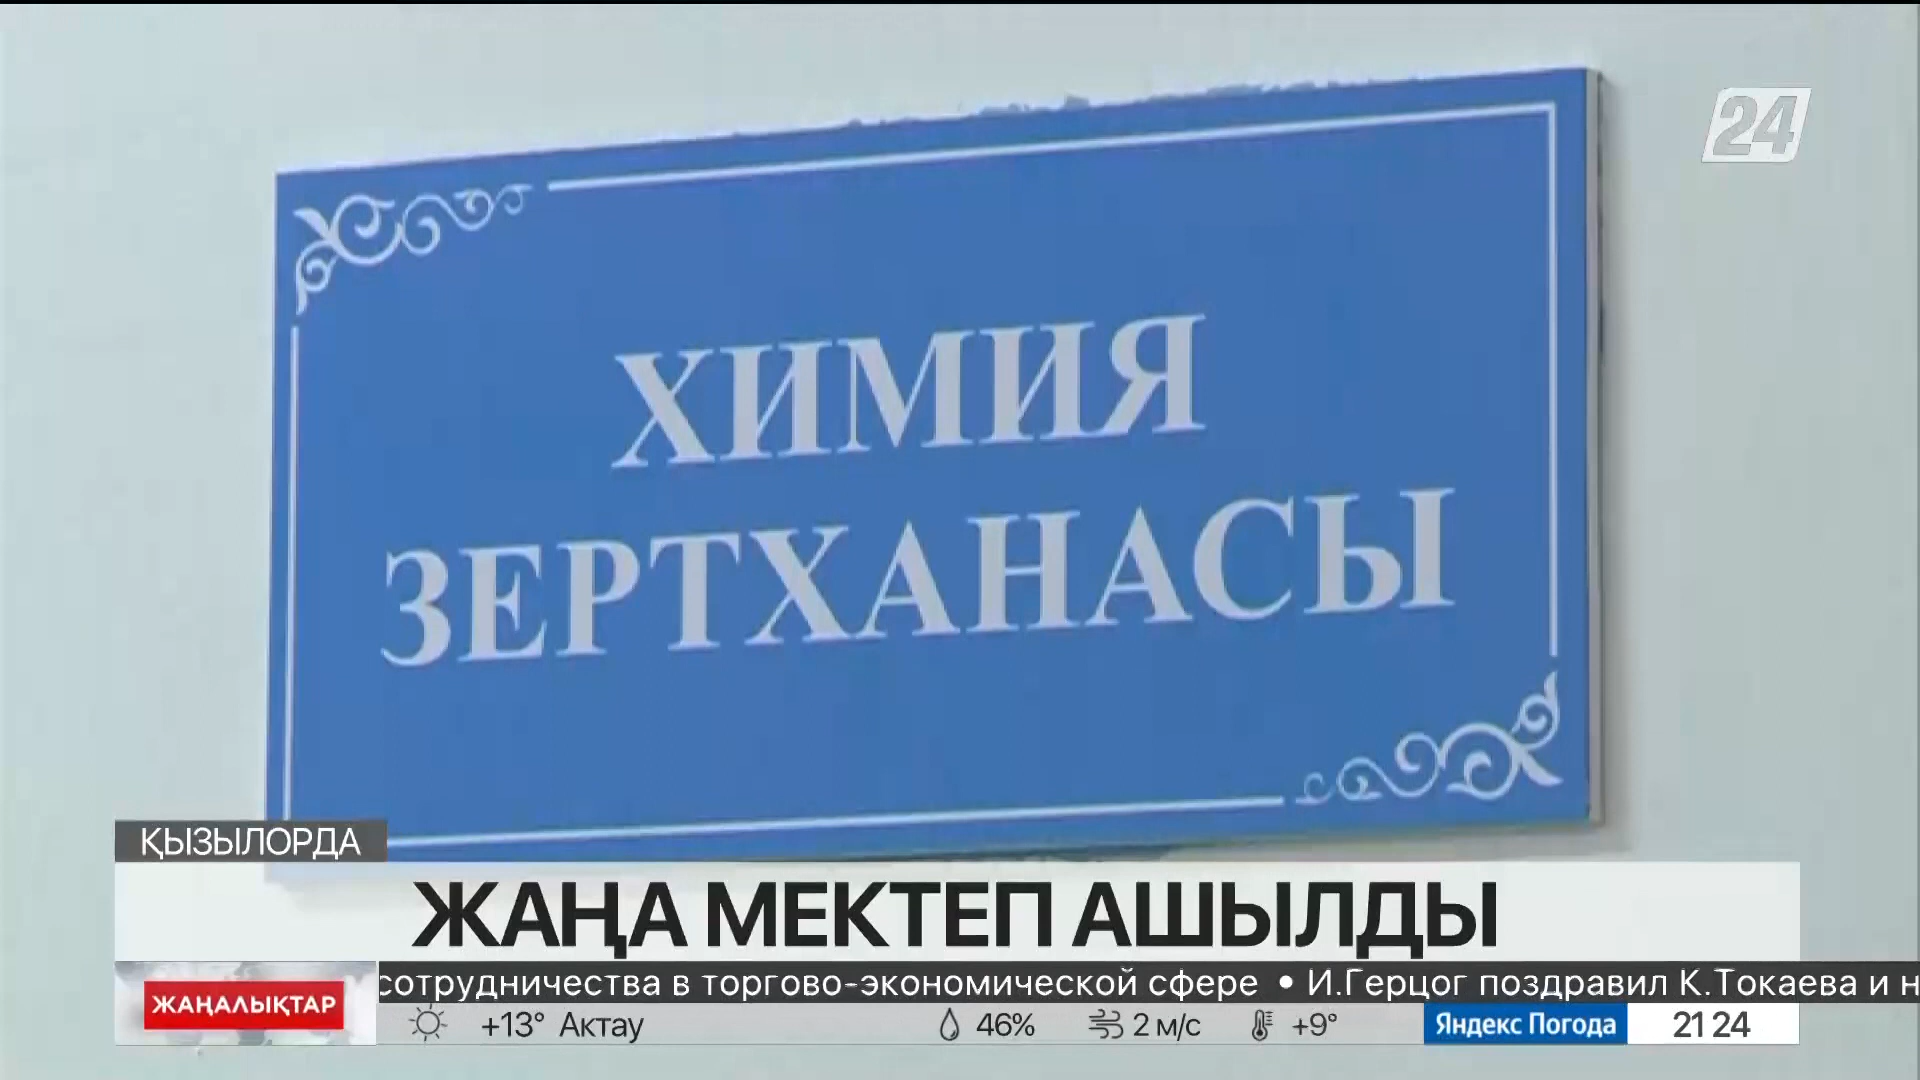 24
ХИМИЯ
ЗЕРТХАНАСЫ
ҚЫЗЫЛОРДА
ЖАҢА МЕКТЕП АШЫЛДЫ
сотрудничества в торгово-экономической сфере • И.Герцог поздравил К.Токаева и н
ЖАҢАЛЫҚТАР
+13° Актау 46% 2 м/с +9° Яндекс Погода 21 24